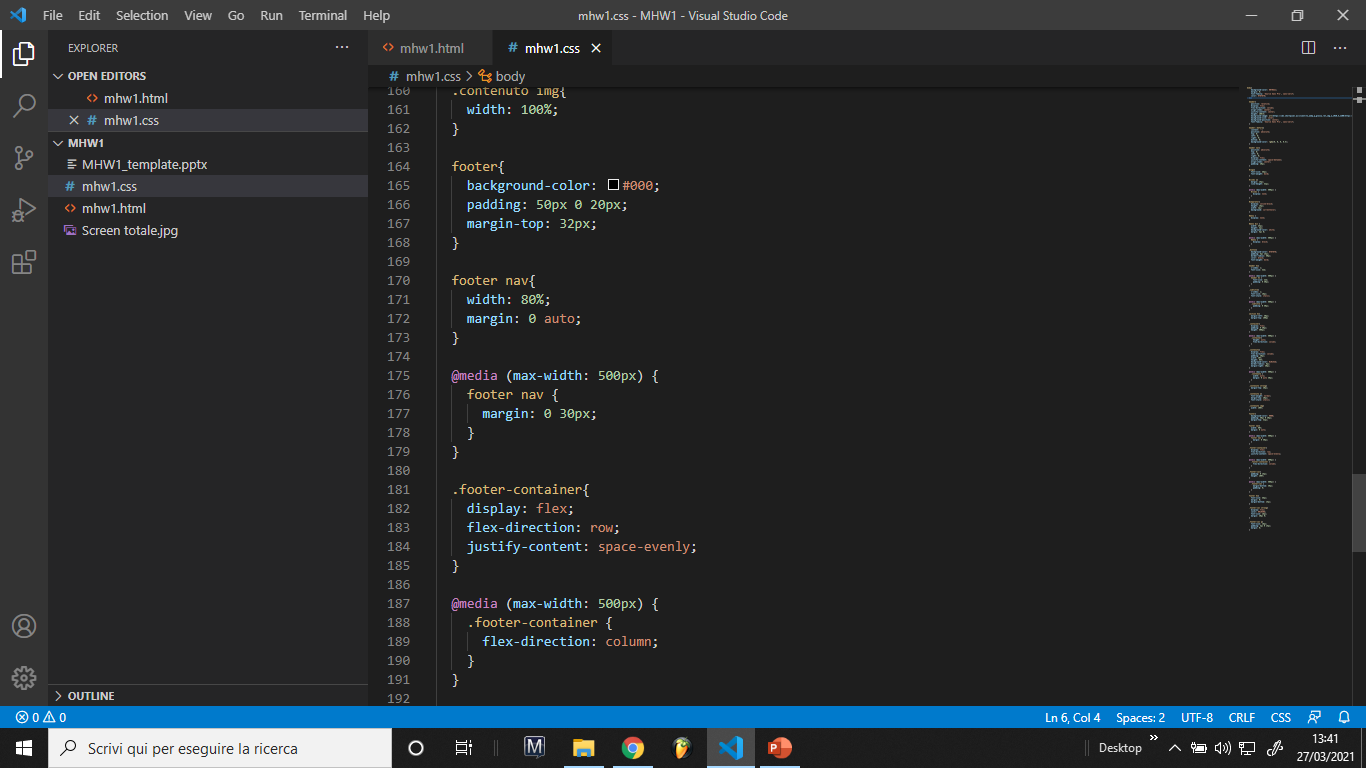 File Edit Selection View Go Run Terminal Help
mhw1.css - MHW1 - Visual Studio Code
EXPLORER
OPEN EDITORS
mhw1.html
mhw1.css
MHW1
MHW1_template.pptx
mhw1.css
mhw1.html
Screen totale.jpg
OUTLINE
mhw1.html
mhw1.css
mhw1.css > body
160 .contenuto img{
161 width: 100%;
162 }
163
164 footer{
165 background-color: #000;
166 padding: 50px 0 20px;
167 margin-top: 32px;
168 }
169
170 footer nav{
171 width: 80%;
172 margin: 0 auto;
173 }
174
175 @media (max-width: 500px) {
176 footer nav {
177 margin: 0 30px;
178 }
179 }
180
181 .footer-container{
182 display: flex;
183 flex-direction: row;
184 justify-content: space-evenly;
185 }
186
187 @media (max-width: 500px) {
188 .footer-container {
189 flex-direction: column;
190 }
191 }
192
0 0
Ln 6, Col 4 Spaces: 2 UTF-8 CRLF CSS
Scrivi qui per eseguire la ricerca
Desktop
13:41
27/03/2021